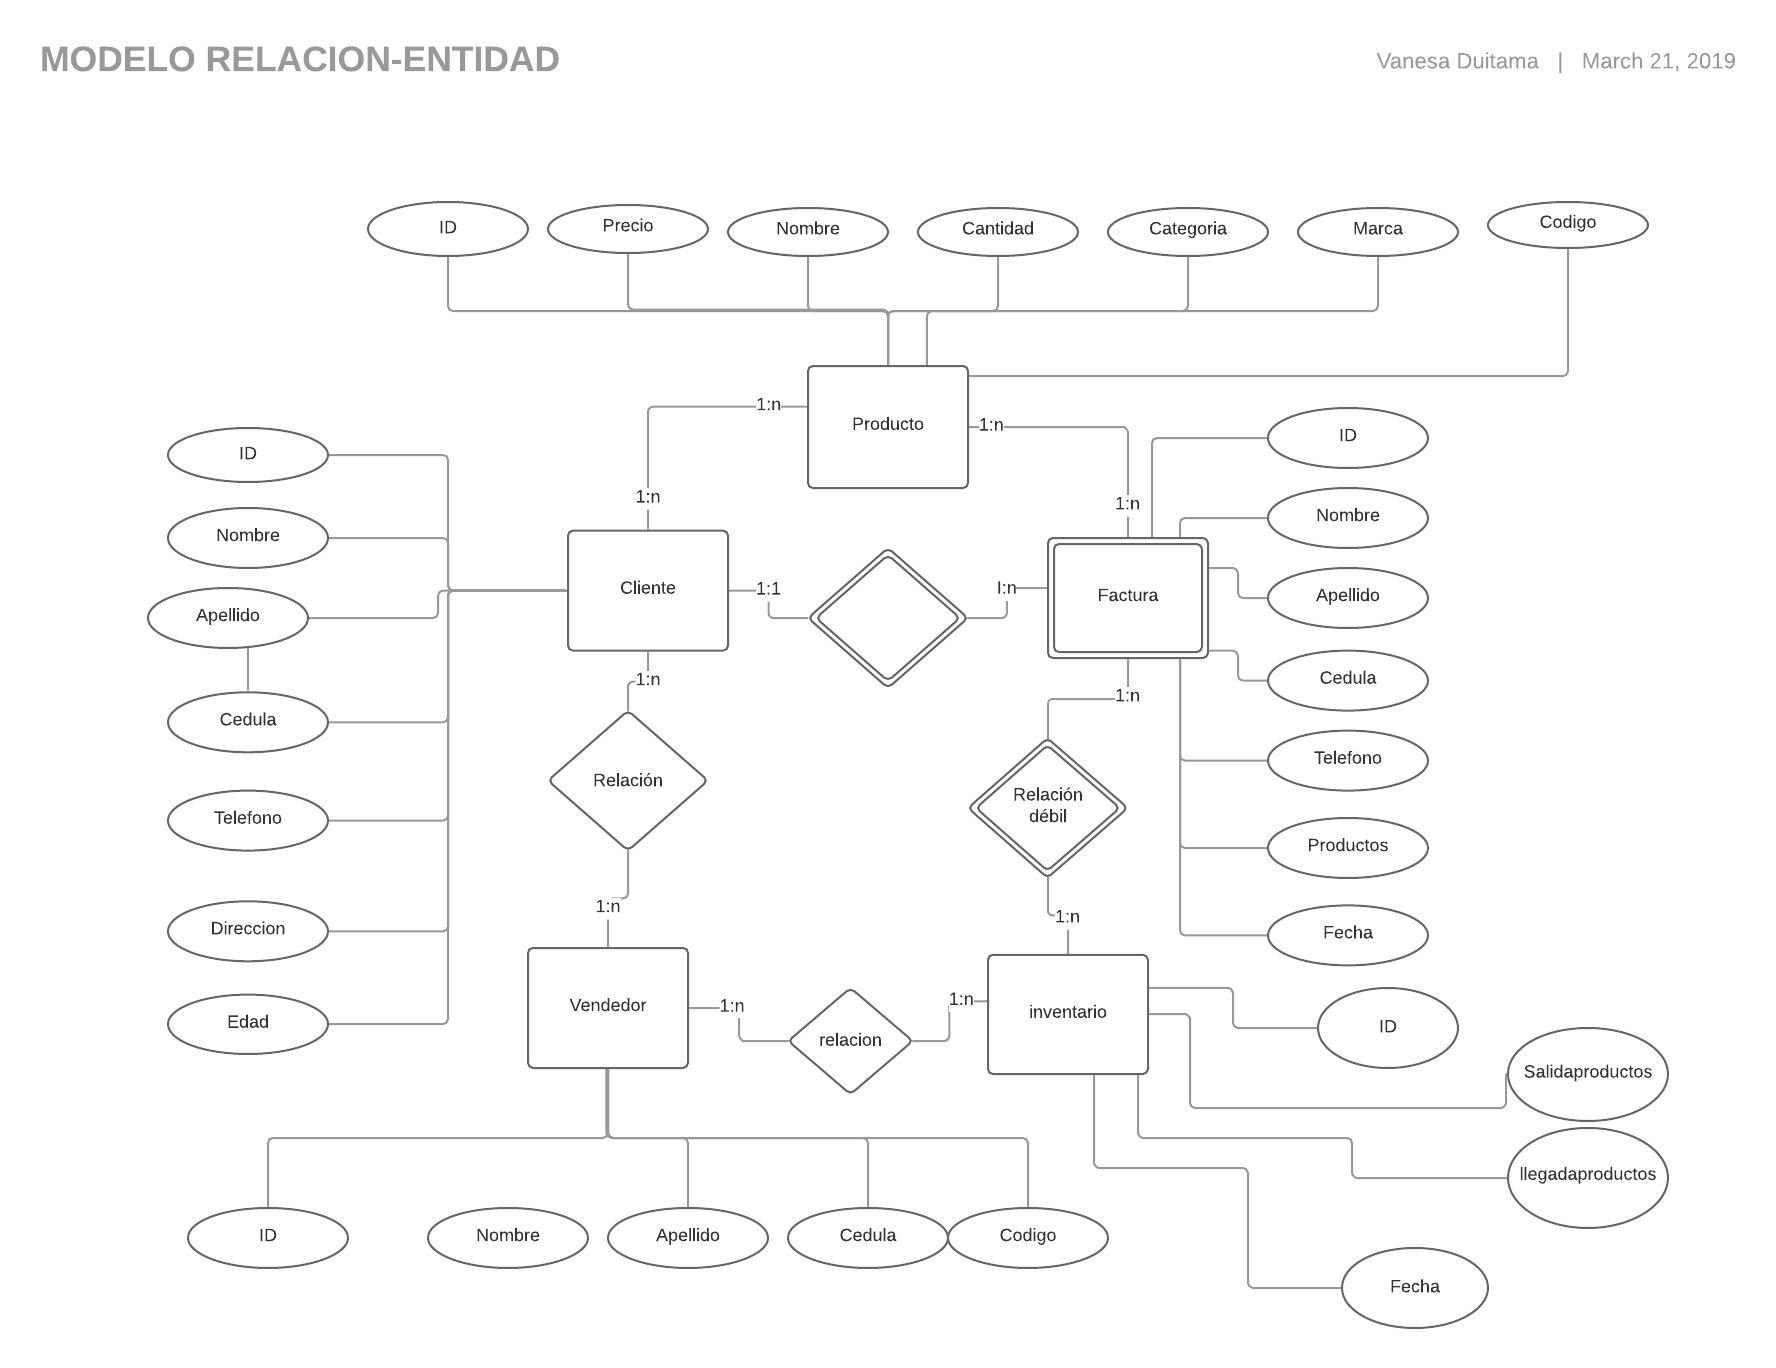 MODELO RELACION-ENTIDAD
Vanesa Duitama | March 21, 2019
ID
Precio
Nombre
Cantidad
Categoria
Marca
Codigo
Producto
1:n
1:n
1:n
1:n
ID
Nombre
Apellido
Cedula
Telefono
Direccion
Edad
Cliente
1:1
I:n
Factura
ID
Nombre
Apellido
Cedula
Telefono
Productos
Fecha
1:n
Relación
1:n
1:n
Relación
débil
1:n
Vendedor
1:n
relacion
1:n
inventario
ID
Salidaproductos
llegadaproductos
Fecha
ID
Nombre
Apellido
Cedula
Codigo